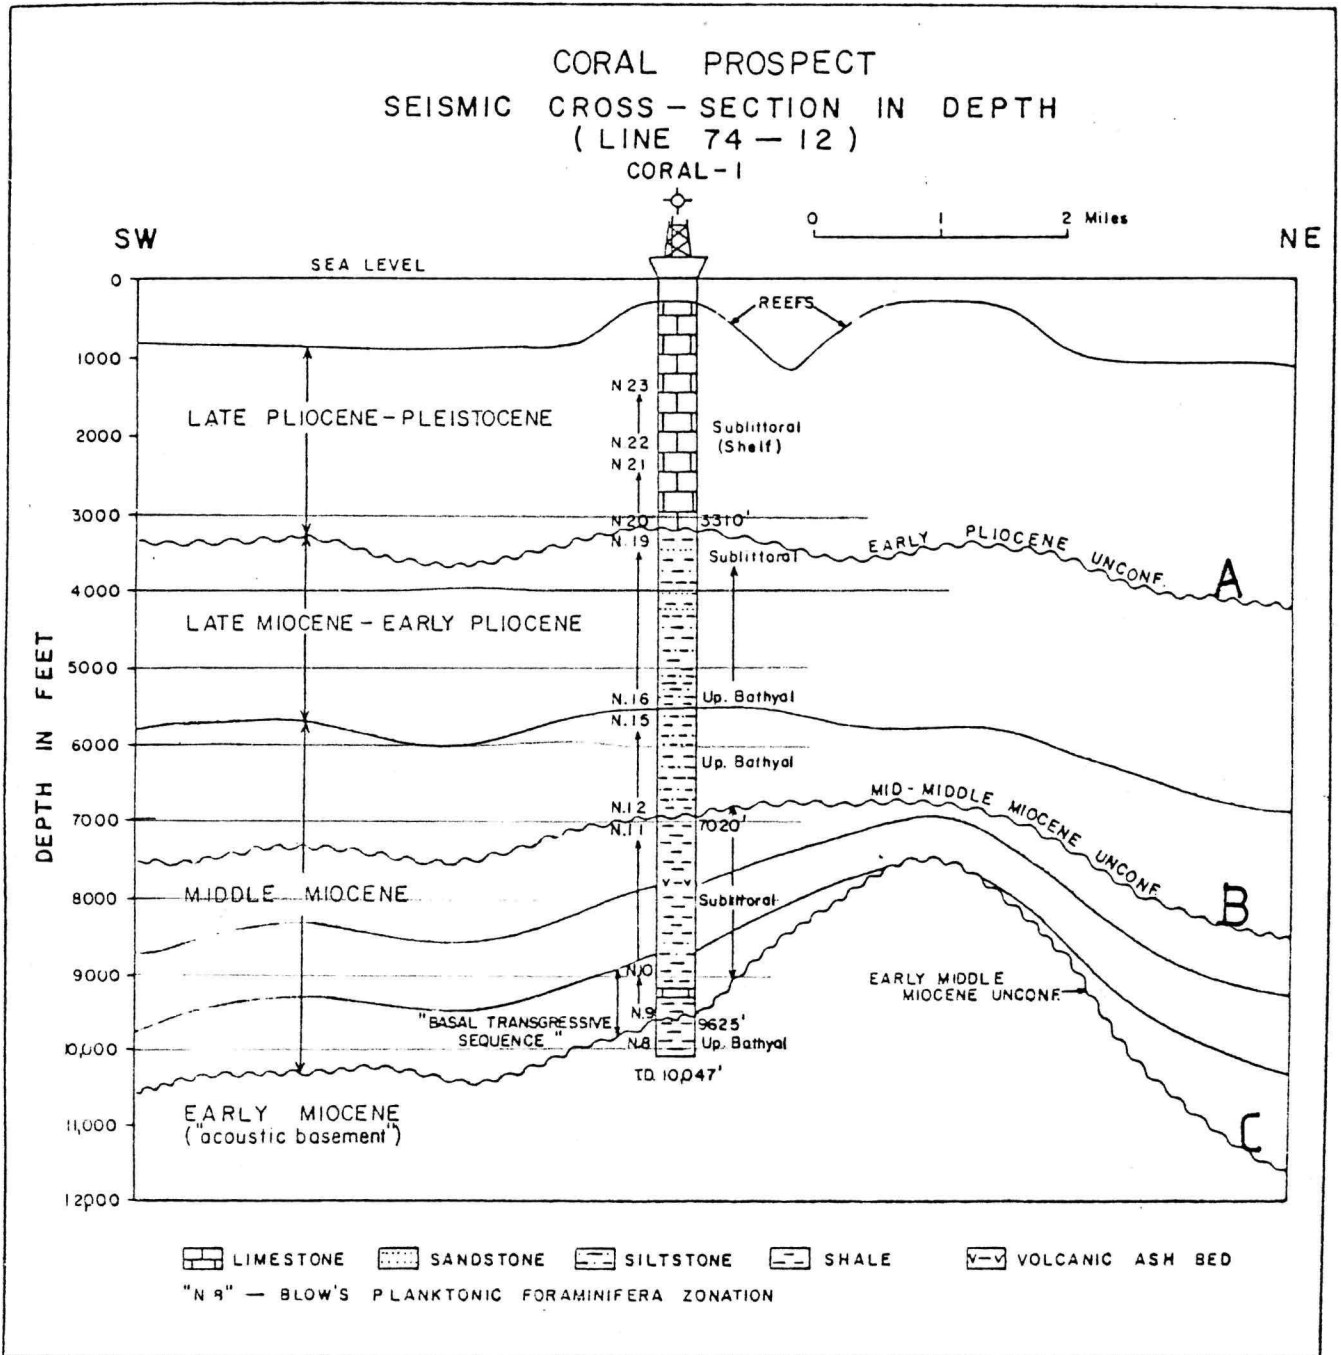 CORAL PROSPECT
SEISMIC CROSS-SECTION IN DEPTH
(LINE 74-12)
CORAL-1
0 1 2 Miles
SW NE
SEA LEVEL
0
REEFS
1000
N.23
LATE PLIOCENE-PLEISTOCENE
Sublittoral
(Shelf)
2000
N.22
N.21
3000
N.20 3310'
N.19
EARLY PLIOCENE UNCONF.
Sublittoral
A
4000
LATE MIOCENE-EARLY PLIOCENE
DEPTH IN FEET
5000
N.16 Up. Bathyal
N.15
6000
Up. Bathyal
MID-MIDDLE MIOCENE UNCONF.
N.12
7000
N.11 7020'
8000
MIDDLE MIOCENE
V-V
Sublittoral
B
9000
N.10
EARLY MIDDLE
MIOCENE UNCONF.
"BASAL TRANSGRESSIVE
SEQUENCE"
N.9 9625'
10,000
N.8 Up. Bathyal
T.D. 10,047'
EARLY MIOCENE
("acoustic basement")
C
11,000
12,000
LIMESTONE SANDSTONE SILTSTONE SHALE V-V VOLCANIC ASH BED
"N 8" — BLOW'S PLANKTONIC FORAMINIFERA ZONATION